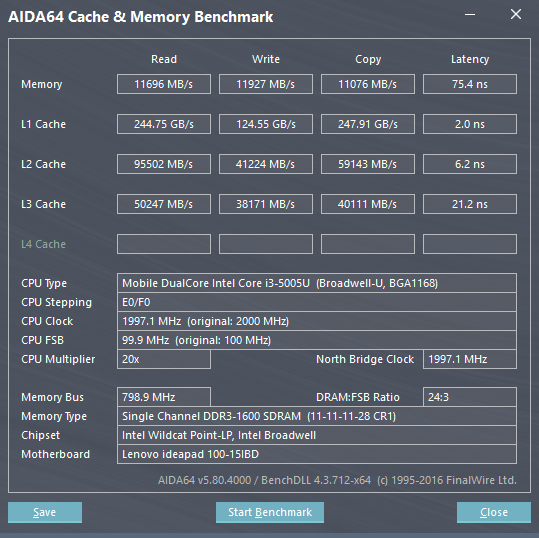 AIDA64 Cache & Memory Benchmark
Read Write Copy Latency
Memory 11696 MB/s 11927 MB/s 11076 MB/s 75.4 ns
L1 Cache 244.75 GB/s 124.55 GB/s 247.91 GB/s 2.0 ns
L2 Cache 95502 MB/s 41224 MB/s 59143 MB/s 6.2 ns
L3 Cache 50247 MB/s 38171 MB/s 40111 MB/s 21.2 ns
L4 Cache
CPU Type Mobile DualCore Intel Core i3-5005U (Broadwell-U, BGA1168)
CPU Stepping E0/F0
CPU Clock 1997.1 MHz (original: 2000 MHz)
CPU FSB 99.9 MHz (original: 100 MHz)
CPU Multiplier 20x North Bridge Clock 1997.1 MHz
Memory Bus 798.9 MHz DRAM:FSB Ratio 24:3
Memory Type Single Channel DDR3-1600 SDRAM (11-11-11-28 CR1)
Chipset Intel Wildcat Point-LP, Intel Broadwell
Motherboard Lenovo ideapad 100-15IBD
AIDA64 v5.80.4000 / BenchDLL 4.3.712-x64 (c) 1995-2016 FinalWire Ltd.
Save Start Benchmark Close